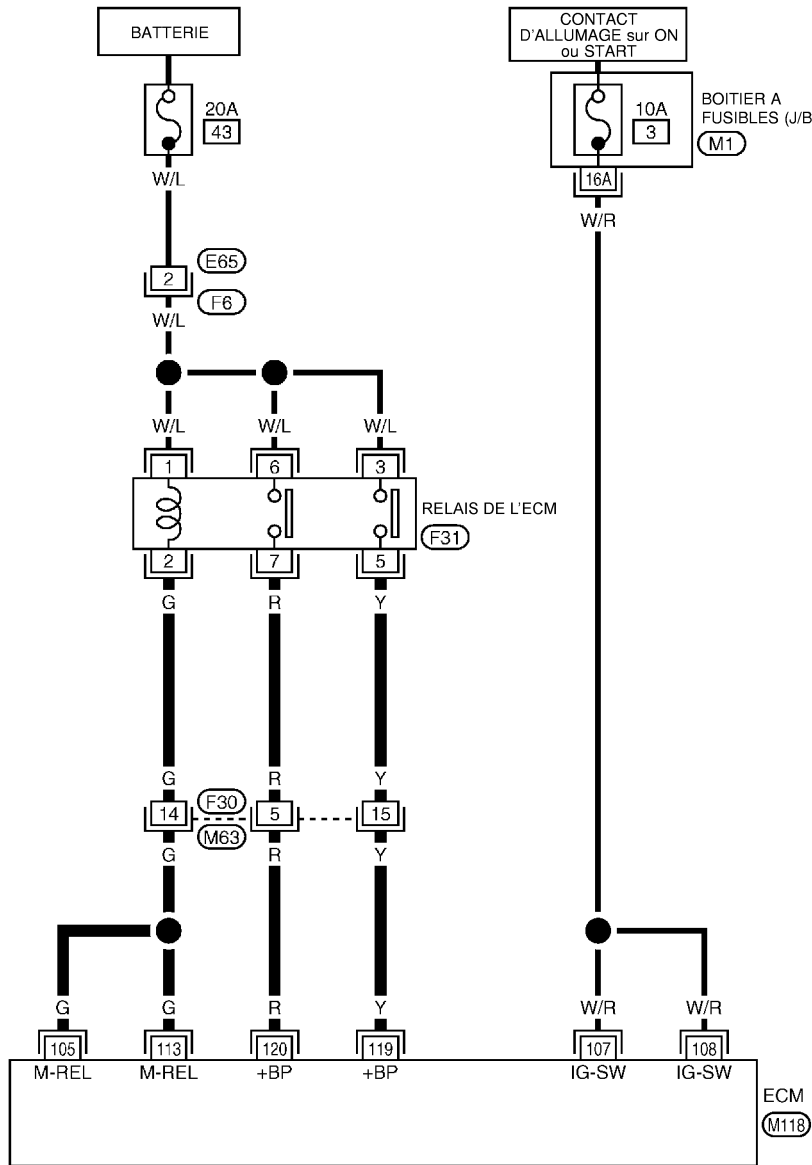 BATTERIE
CONTACT
D'ALLUMAGE sur ON
ou START
20A
43
10A
3
BOITIER A
FUSIBLES (J/B
M1
W/L
16A
W/R
2
E65
F6
W/L
W/L
W/L
W/L
1
6
3
RELAIS DE L'ECM
F31
2
7
5
G
R
Y
G
R
Y
14
F30
5
15
M63
G
R
Y
G
G
R
Y
W/R
W/R
105
113
120
119
107
108
M-REL
M-REL
+BP
+BP
IG-SW
IG-SW
ECM
M118